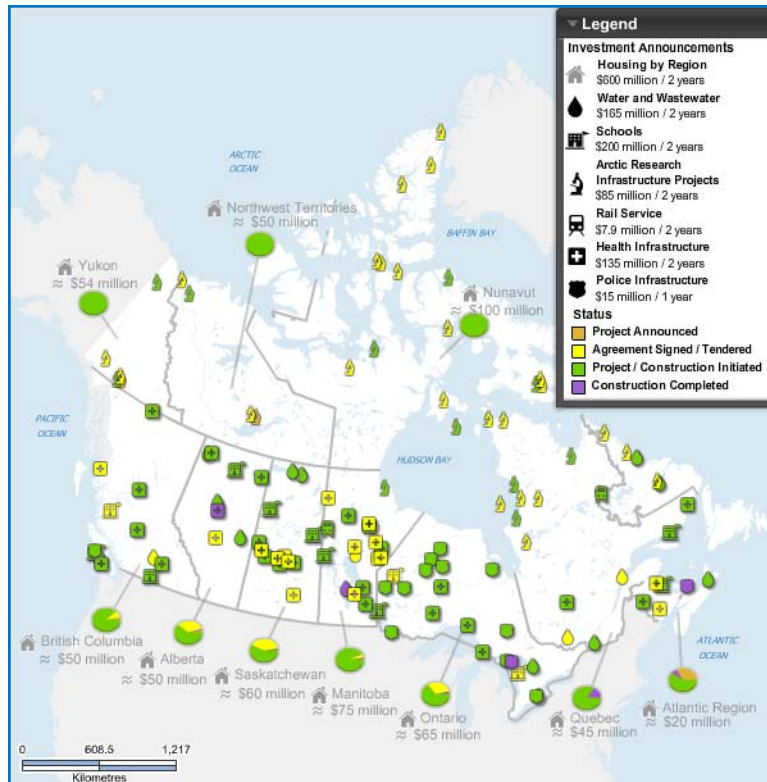 Legend
Investment Announcements
Housing by Region
$600 million / 2 years
Water and Wastewater
$165 million / 2 years
Schools
$200 million / 2 years
Arctic Research
Infrastructure Projects
$85 million / 2 years
Rail Service
$7.9 million / 2 years
Health Infrastructure
$135 million / 2 years
Police Infrastructure
$15 million / 1 year
Status
Project Announced
Agreement Signed / Tendered
Project / Construction Initiated
Construction Completed
ARCTIC
OCEAN
Northwest Territories
≈ $50 million
BAFFIN BAY
Yukon
≈ $54 million
Nunavut
≈ $100 million
PACIFIC
OCEAN
HUDSON BAY
British Columbia
≈ $50 million
Alberta
≈ $50 million
Saskatchewan
≈ $60 million
Manitoba
≈ $75 million
Ontario
≈ $65 million
Quebec
≈ $45 million
Atlantic Region
≈ $20 million
ATLANTIC
OCEAN
0 608.5 1,217
Kilometres